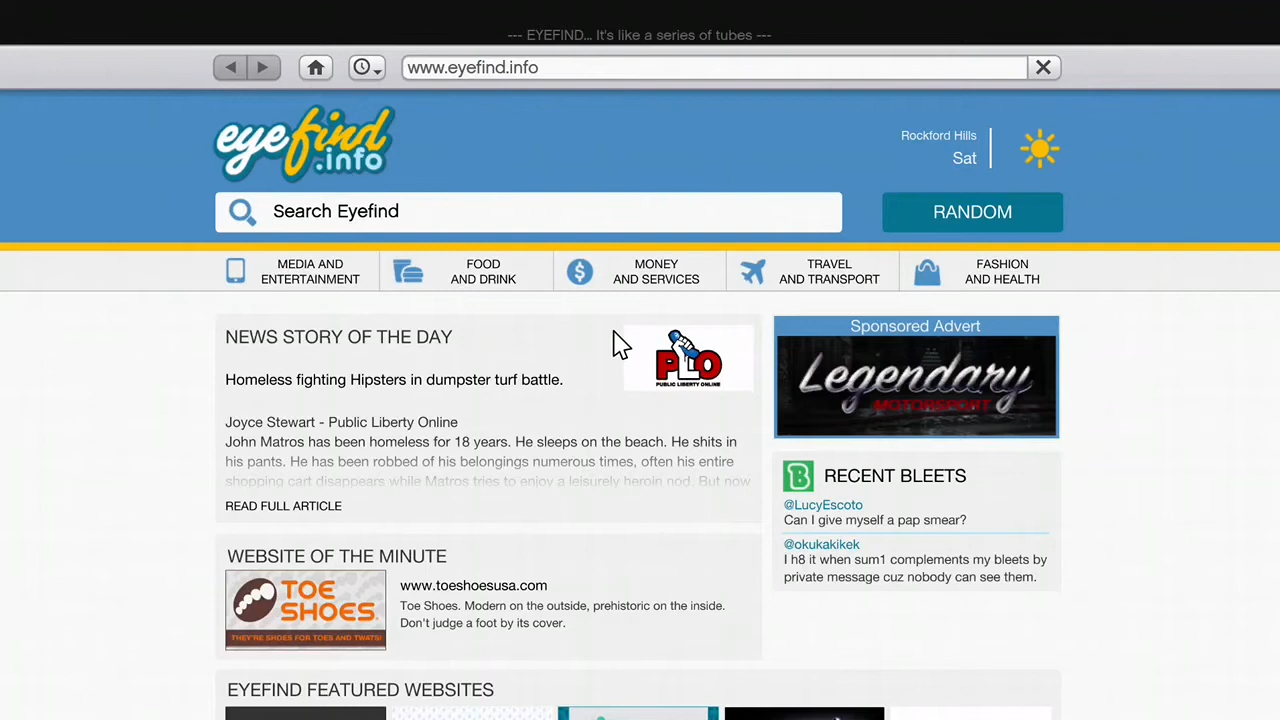 --- EYEFIND... It's like a series of tubes ---
www.eyefind.info
eyefind
.info
Rockford Hills
Sat
Search Eyefind
RANDOM
MEDIA AND
ENTERTAINMENT
FOOD
AND DRINK
MONEY
AND SERVICES
TRAVEL
AND TRANSPORT
FASHION
AND HEALTH
NEWS STORY OF THE DAY
PLO
PUBLIC LIBERTY ONLINE
Homeless fighting Hipsters in dumpster turf battle.
Joyce Stewart - Public Liberty Online
John Matros has been homeless for 18 years. He sleeps on the beach. He shits in
his pants. He has been robbed of his belongings numerous times, often his entire
shopping cart disappears while Matros tries to enjoy a leisurely heroin nod. But now
READ FULL ARTICLE
Sponsored Advert
Legendary
MOTORSPORT
B
RECENT BLEETS
@LucyEscoto
Can I give myself a pap smear?
@okukakikek
I h8 it when sum1 complements my bleets by
private message cuz nobody can see them.
WEBSITE OF THE MINUTE
TOE
SHOES
THEY'RE SHOES FOR TOES AND TWATS!
www.toeshoesusa.com
Toe Shoes. Modern on the outside, prehistoric on the inside.
Don't judge a foot by its cover.
EYEFIND FEATURED WEBSITES